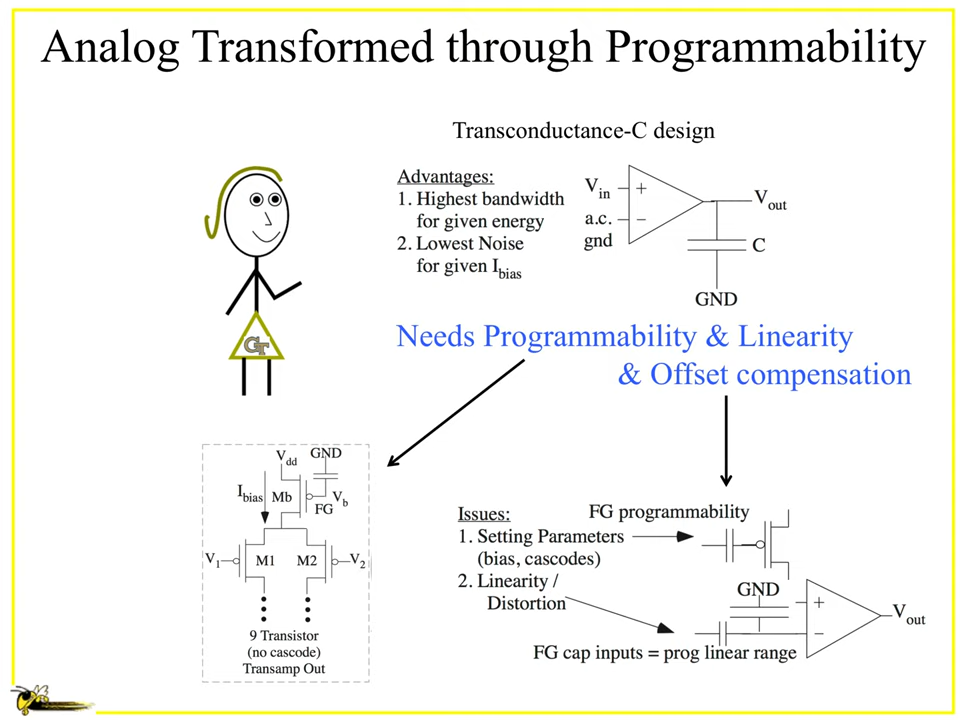 Analog Transformed through Programmability
Transconductance-C design
Advantages:
1. Highest bandwidth
for given energy
2. Lowest Noise
for given Ibias
Vin
+
a.c.
gnd
−
Vout
C
GND
Needs Programmability & Linearity
& Offset compensation
GT
Vdd
GND
Ibias
Mb
FG
Vb
V1
M1
M2
V2
9 Transistor
(no cascode)
Transamp Out
Issues:
1. Setting Parameters
(bias, cascodes)
2. Linearity /
Distortion
FG programmability
GND
+
−
Vout
FG cap inputs = prog linear range